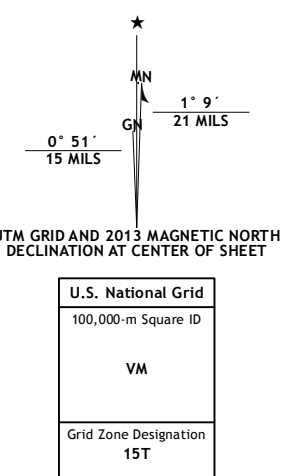 ★
MN
1° 9´
21 MILS
GN
0° 51´
15 MILS
UTM GRID AND 2013 MAGNETIC NORTH
DECLINATION AT CENTER OF SHEET
U.S. National Grid
100,000-m Square ID
VM
Grid Zone Designation
15T